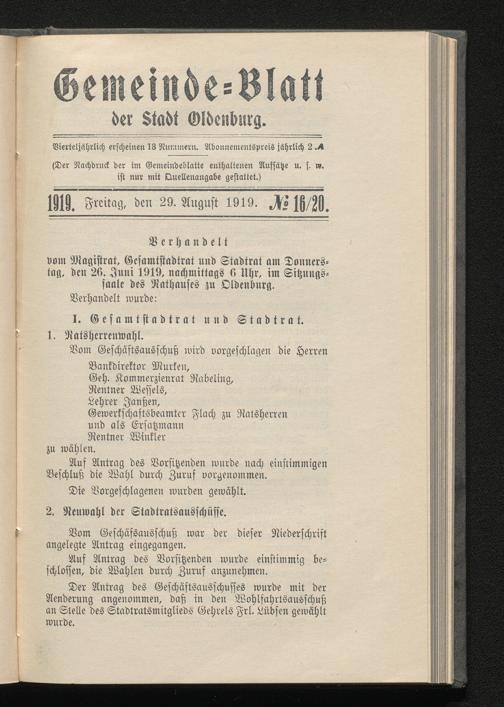 Gemeinde=Blatt
der Stadt Oldenburg.
Vierteljährlich erscheinen 13 Nummern. Abonnementspreis jährlich 2 ℳ
(Der Nachdruck der im Gemeindeblatte enthaltenen Aufsätze u. s. w.
ist nur mit Quellenangabe gestattet.)
1919. Freitag, den 29. August 1919. № 16/20.
Verhandelt
vom Magistrat, Gesamtstadtrat und Stadtrat am Donners=
tag, den 26. Juni 1919, nachmittags 6 Uhr, im Sitzungs=
saale des Rathauses zu Oldenburg.
Verhandelt wurde:
I. Gesamtstadtrat und Stadtrat.
1. Ratsherrenwahl.
Vom Geschäftsausschuß wird vorgeschlagen die Herren
Bankdirektor Murken,
Geh. Kommerzienrat Rabeling,
Rentner Wessels,
Lehrer Janßen,
Gewerkschaftsbeamter Flach zu Ratsherren
und als Ersatzmann
Rentner Winkler
zu wählen.
Auf Antrag des Vorsitzenden wurde nach einstimmigen
Beschluß die Wahl durch Zuruf vorgenommen.
Die Vorgeschlagenen wurden gewählt.
2. Neuwahl der Stadtratsausschüsse.
Vom Geschäfsausschuß war der dieser Niederschrift
angelegte Antrag eingegangen.
Auf Antrag des Vorsitzenden wurde einstimmig be=
schlossen, die Wahlen durch Zuruf anzunehmen.
Der Antrag des Geschäftsausschusses wurde mit der
Aenderung angenommen, daß in den Wohlfahrtsausschuß
an Stelle des Stadtratsmitglieds Gehrels Frl. Lübsen gewählt
wurde.